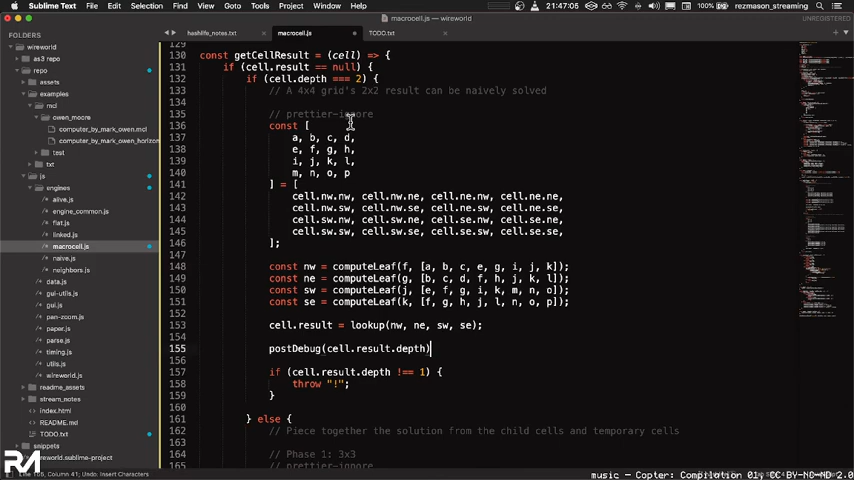 Sublime Text File Edit Selection Find View Goto Tools Project Window Help 100% rezmason_streaming 21:47:05
macrocell.js — wireworld
UNREGISTERED
hashlife_notes.txt
macrocell.js
TODO.txt
FOLDERS
wireworld
as3 repo
repo
assets
examples
mcl
owen_moore
computer_by_mark_owen.mcl
computer_by_mark_owen_horizon
test
txt
js
engines
alive.js
engine_common.js
flat.js
linked.js
macrocell.js
naive.js
neighbors.js
data.js
gui-utils.js
gui.js
pan-zoom.js
paper.js
parse.js
timing.js
utils.js
wireworld.js
readme_assets
stream_notes
index.html
README.md
TODO.txt
snippets
wireworld.sublime-project
129
130 const getCellResult = (cell) => {
131 if (cell.result == null) {
132 if (cell.depth === 2) {
133 // A 4x4 grid's 2x2 result can be naively solved
134
135 // prettier-ignore
136 const [
137 a, b, c, d,
138 e, f, g, h,
139 i, j, k, l,
140 m, n, o, p
141 ] = [
142 cell.nw.nw, cell.nw.ne, cell.ne.nw, cell.ne.ne,
143 cell.nw.sw, cell.nw.se, cell.ne.sw, cell.ne.se,
144 cell.sw.nw, cell.sw.ne, cell.se.nw, cell.se.ne,
145 cell.sw.sw, cell.sw.se, cell.se.sw, cell.se.se,
146 ];
147
148 const nw = computeLeaf(f, [a, b, c, e, g, i, j, k]);
149 const ne = computeLeaf(g, [b, c, d, f, h, j, k, l]);
150 const sw = computeLeaf(j, [e, f, g, i, k, m, n, o]);
151 const se = computeLeaf(k, [f, g, h, j, l, n, o, p]);
152
153 cell.result = lookup(nw, ne, sw, se);
154
155 postDebug(cell.result.depth)
156
157 if (cell.result.depth !== 1) {
158 throw "!";
159 }
160
161 } else {
162 // Piece together the solution from the child cells and temporary cells
163
164 // Phase 1: 3x3
165 // prettier-ignore
RM
Line 155, Column 41; Undo: Insert Characters
music - Copter: Compilation 01, CC BY-NC-ND 2.0